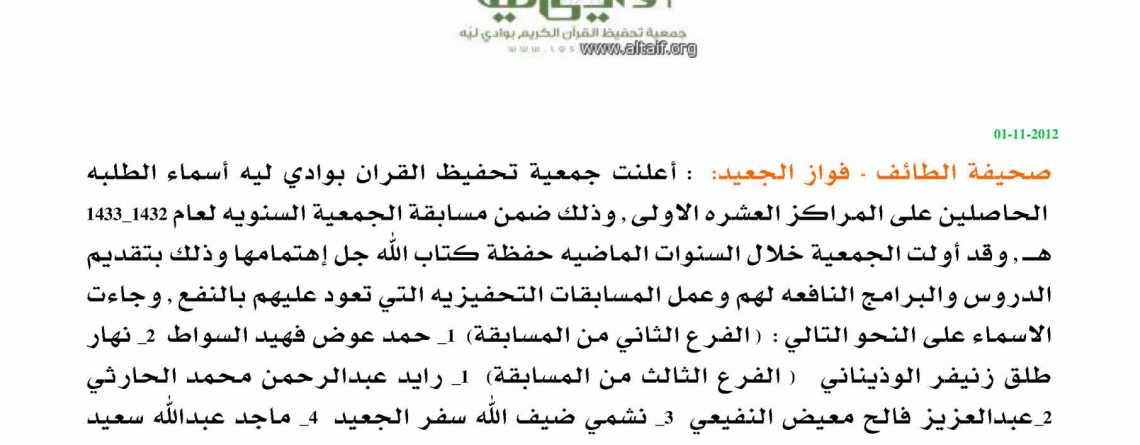 جمعية تحفيظ القرآن الكريم بوادي ليه
www.altaif.org
01-11-2012
صحيفة الطائف - فواز الجعيد: : أعلنت جمعية تحفيظ القران بوادي ليه أسماء الطلبه
الحاصلين على المراكز العشره الاولى , وذلك ضمن مسابقة الجمعية السنويه لعام 1432_1433
هـ , وقد أولت الجمعية خلال السنوات الماضيه حفظة كتاب الله جل إهتمامها وذلك بتقديم
الدروس والبرامج النافعه لهم وعمل المسابقات التحفيزيه التي تعود عليهم بالنفع , وجاءت
الاسماء على النحو التالي : ( الفرع الثاني من المسابقة) 1_ حمد عوض فهيد السواط 2_ نهار
طلق زنيفر الوذيناني ( الفرع الثالث من المسابقة) 1_ رايد عبدالرحمن محمد الحارثي
2_عبدالعزيز فالح معيض النفيعي 3_ نشمي ضيف الله سفر الجعيد 4_ ماجد عبدالله سعيد